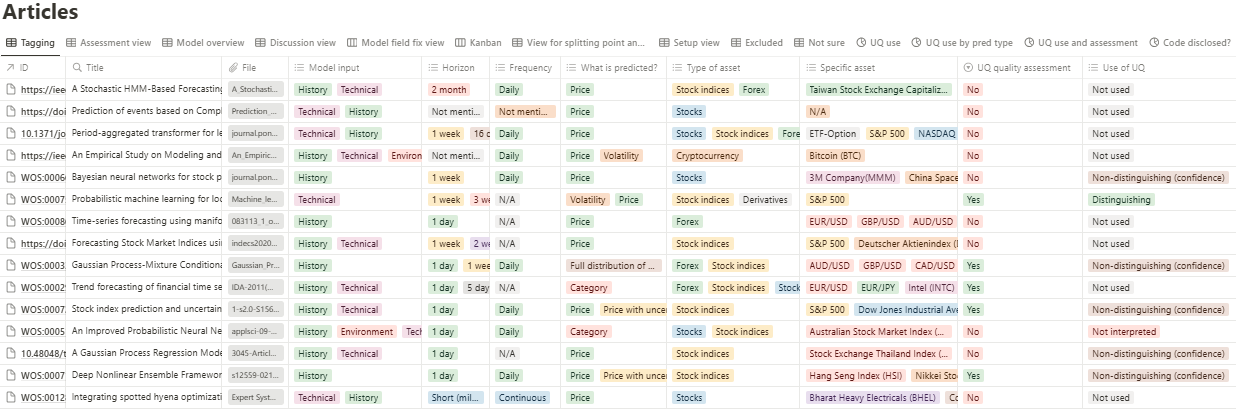 Articles
Tagging Assessment view Model overview Discussion view Model field fix view Kanban View for splitting point an... Setup view Excluded Not sure UQ use UQ use by pred type UQ use and assessment Code disclosed?
ID Title File Model input Horizon Frequency What is predicted? Type of asset Specific asset UQ quality assessment Use of UQ
https://ieee A Stochastic HMM-Based Forecasting A_Stochasti... History Technical 2 month Daily Price Stock indices Forex Taiwan Stock Exchange Capitaliz... No Not used
https://doi Prediction of events based on Compl Prediction_... Technical History Not menti... Not menti... Price Stocks N/A No Not used
10.1371/jo Period-aggregated transformer for le journal.pon... Technical History 1 week 16 d Daily Price Stocks Stock indices Fore ETF-Option S&P 500 NASDAQ No Not used
https://ieee An Empirical Study on Modeling and An_Empiric... History Technical Environ Not menti... Daily Price Volatility Cryptocurrency Bitcoin (BTC) No Not used
WOS:0006 Bayesian neural networks for stock p journal.pon... History 1 week Daily Price Stocks 3M Company(MMM) China Space No Non-distinguishing (confidence)
WOS:0007 Probabilistic machine learning for loc Machine_le... Technical 1 week 3 we N/A Volatility Price Stock indices Derivatives S&P 500 Yes Distinguishing
WOS:0008 Time-series forecasting using manifo 083113_1_o... History 1 day N/A Price Forex EUR/USD GBP/USD AUD/USD No Not used
https://doi Forecasting Stock Market Indices usi indecs2020... History Technical 1 week 2 we N/A Price Stock indices S&P 500 Deutscher Aktienindex ( No Not used
WOS:0003 Gaussian Process-Mixture Conditiona Gaussian_Pr... History 1 day 1 wee Daily Full distribution of ... Forex Stock indices AUD/USD GBP/USD CAD/USD Yes Non-distinguishing (confidence)
WOS:0002 Trend forecasting of financial time se IDA-2011(... History Technical 1 day 5 day Daily Category Forex Stock indices Stock EUR/USD EUR/JPY Intel (INTC) Yes Not used
WOS:0007 Stock index prediction and uncertain 1-s2.0-S156... History Technical 1 day Daily Price Price with uncer Stock indices S&P 500 Dow Jones Industrial Ave Yes Non-distinguishing (confidence)
WOS:0005 An Improved Probabilistic Neural Ne applsci-09-... History Environment Tech 1 day Daily Category Stocks Stock indices Australian Stock Market Index (... No Not interpreted
10.48048/t A Gaussian Process Regression Mode 3045-Articl... History Technical 1 day N/A Price Stock indices Stock Exchange Thailand Index (... No Non-distinguishing (confidence)
WOS:0007 Deep Nonlinear Ensemble Framewor s12559-021... History 1 day Daily Price Price with uncer Stock indices Hang Seng Index (HSI) Nikkei Sto Yes Non-distinguishing (confidence)
WOS:0012 Integrating spotted hyena optimizati Expert Syst... Technical History Short (mil... Continuous Price Stocks Bharat Heavy Electricals (BHEL) Co No Not used